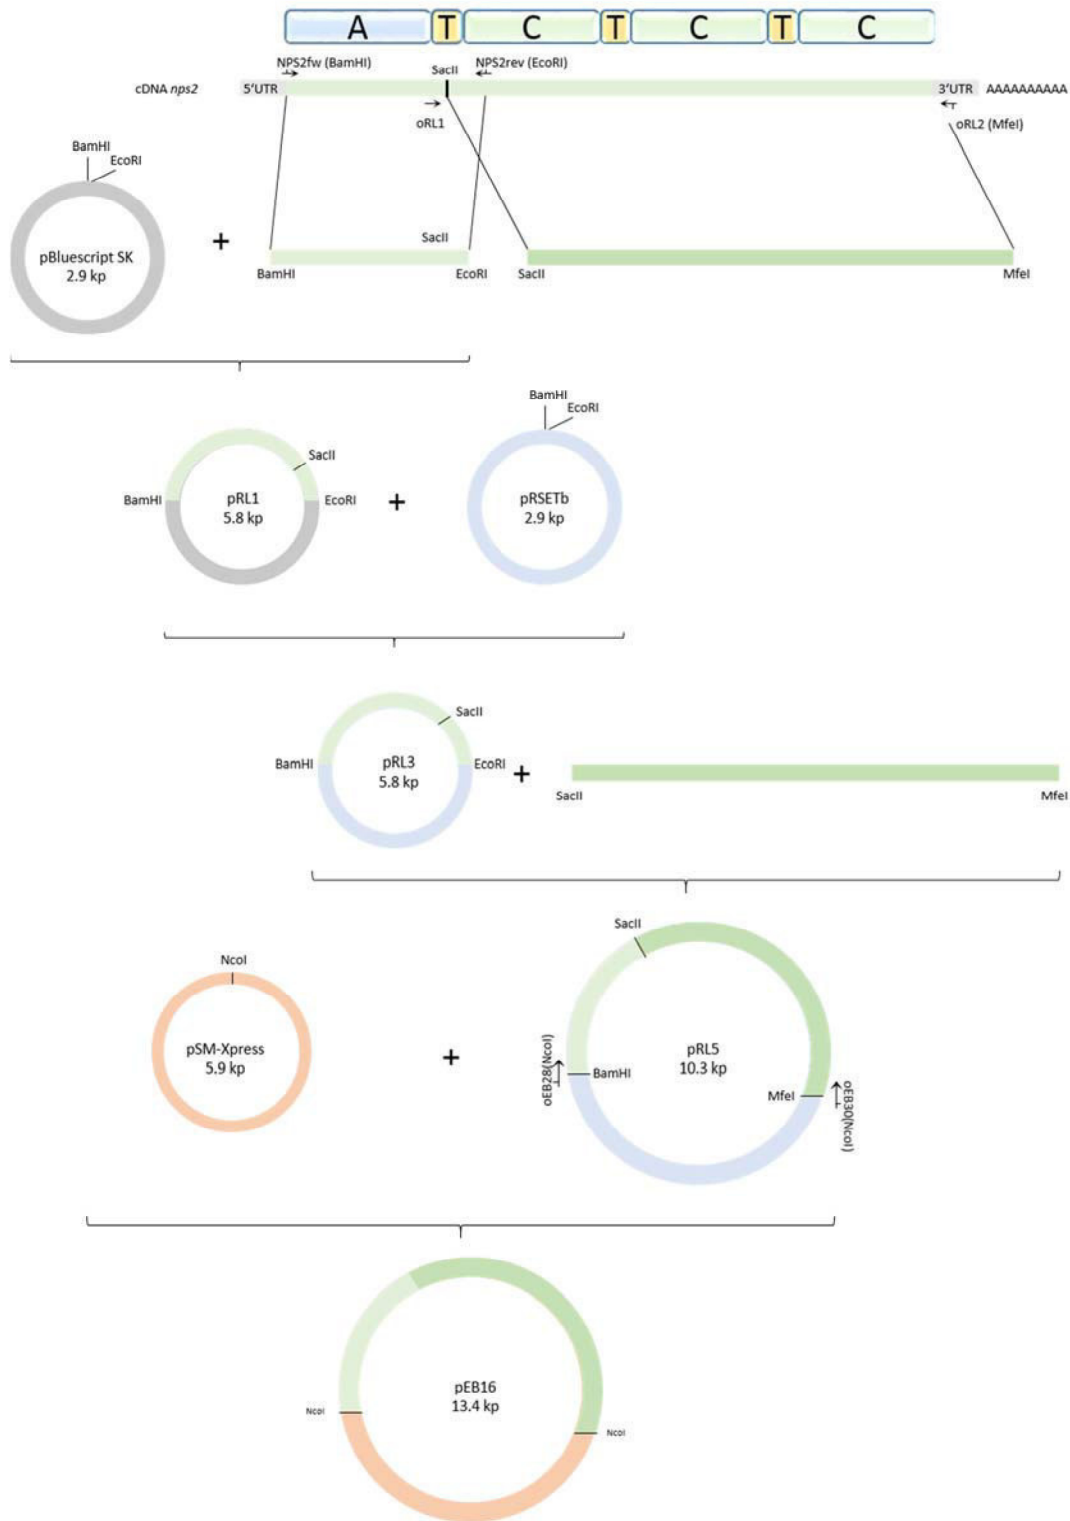 A T C T C T C
NPS2fw (BamHI) SacII NPS2rev (EcoRI)
cDNA nps2 5'UTR 3'UTR AAAAAAAAAA
oRL1 oRL2 (MfeI)
BamHI
EcoRI
pBluescript SK
2.9 kp
+
SacII
BamHI EcoRI SacII MfeI
BamHI
EcoRI
SacII
BamHI pRL1 EcoRI + pRSETb
5.8 kp 2.9 kp
SacII
BamHI pRL3 EcoRI +
5.8 kp
SacII MfeI
SacII
NcoI
pSM-Xpress
5.9 kp
+
pRL5
10.3 kp
oEB28(NcoI)
BamHI
MfeI
oEB30(NcoI)
pEB16
13.4 kp
NcoI
NcoI